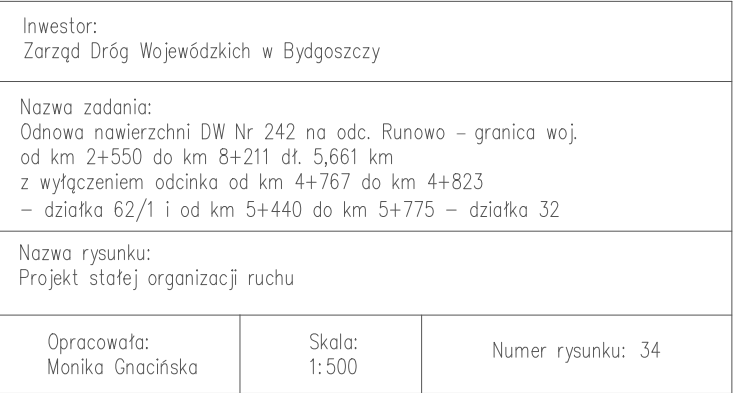 Inwestor:
Zarząd Dróg Wojewódzkich w Bydgoszczy
Nazwa zadania:
Odnowa nawierzchni DW Nr 242 na odc. Runowo – granica woj.
od km 2+550 do km 8+211 dł. 5,661 km
z wyłączeniem odcinka od km 4+767 do km 4+823
– działka 62/1 i od km 5+440 do km 5+775 – działka 32
Nazwa rysunku:
Projekt stałej organizacji ruchu
Opracowała:
Monika Gnacińska
Skala:
1:500
Numer rysunku: 34